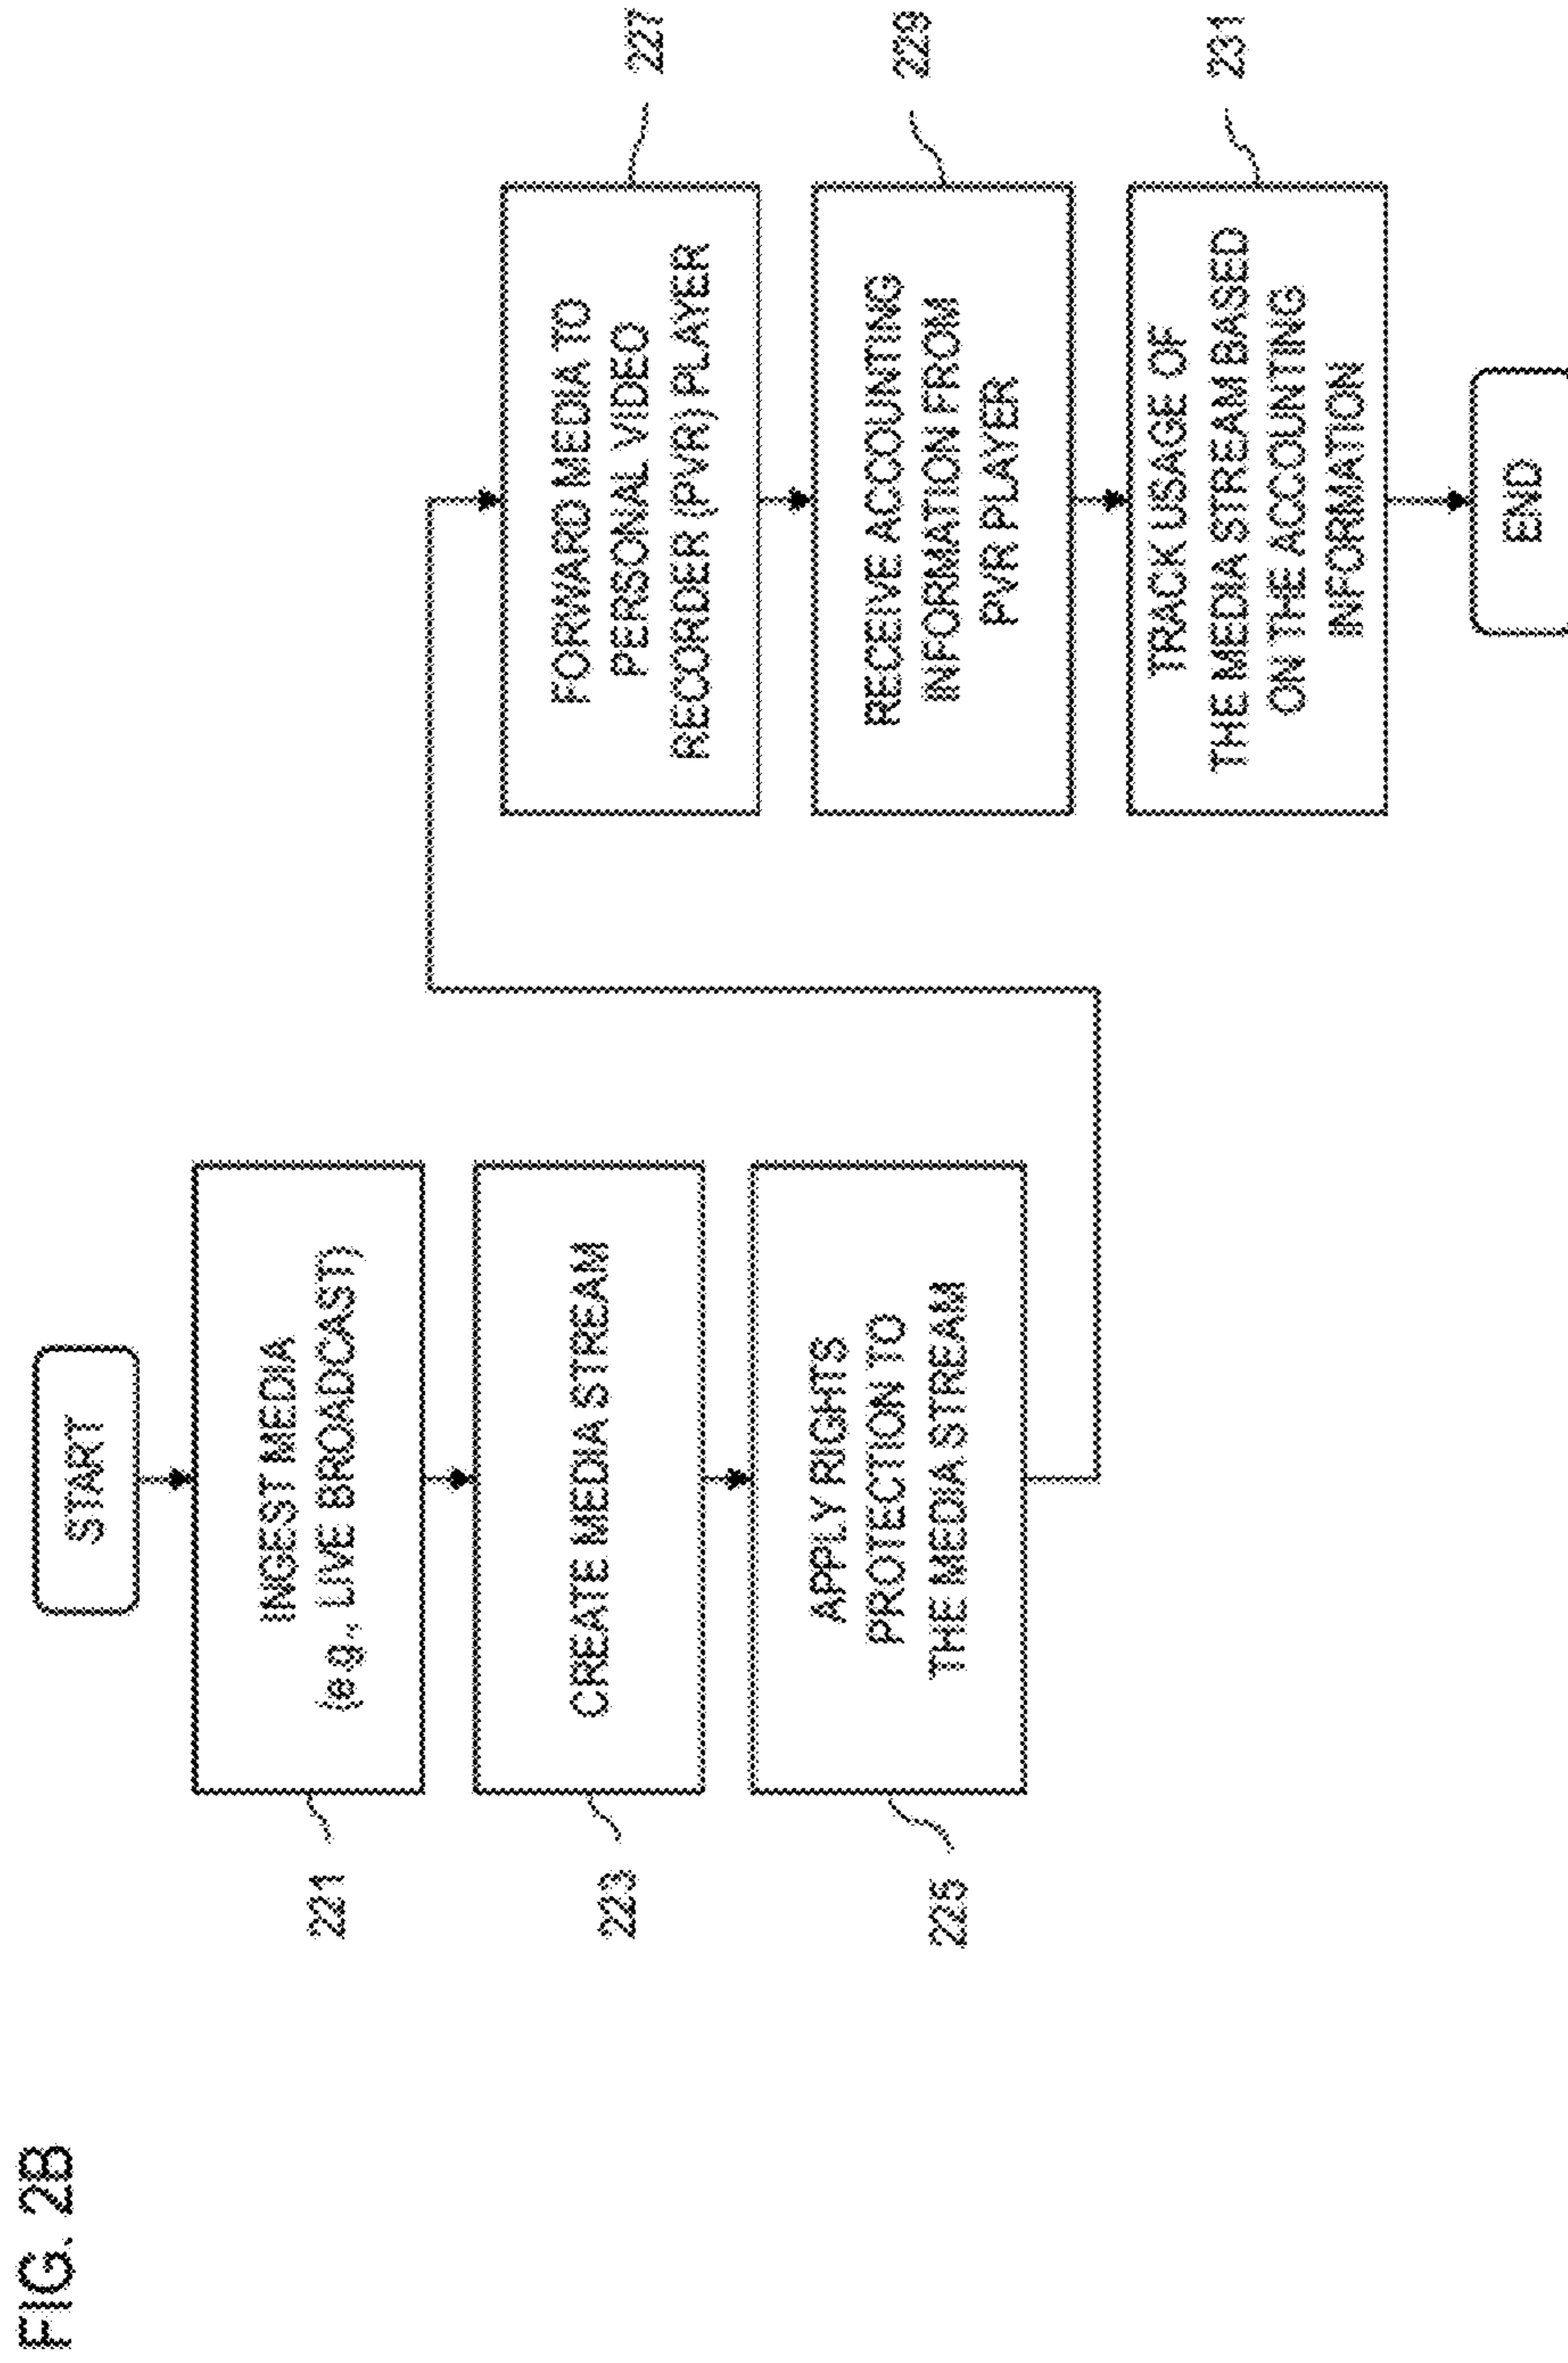 FIG. 2B
START
INGEST MEDIA
(e.g., LIVE BROADCAST)
221
CREATE MEDIA STREAM
223
APPLY RIGHTS
PROTECTION TO
THE MEDIA STREAM
225
FORWARD MEDIA TO
PERSONAL VIDEO
RECORDER (PVR) PLAYER
227
RECEIVE ACCOUNTING
INFORMATION FROM
PVR PLAYER
229
TRACK USAGE OF
THE MEDIA STREAM BASED
ON THE ACCOUNTING
INFORMATION
231
END